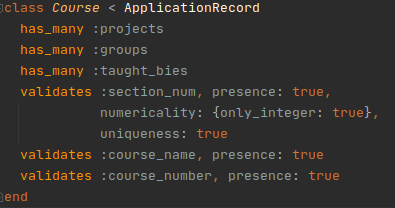 class Course < ApplicationRecord
  has_many :projects
  has_many :groups
  has_many :taught_bies
  validates :section_num, presence: true,
            numericality: {only_integer: true},
            uniqueness: true
  validates :course_name, presence: true
  validates :course_number, presence: true
end